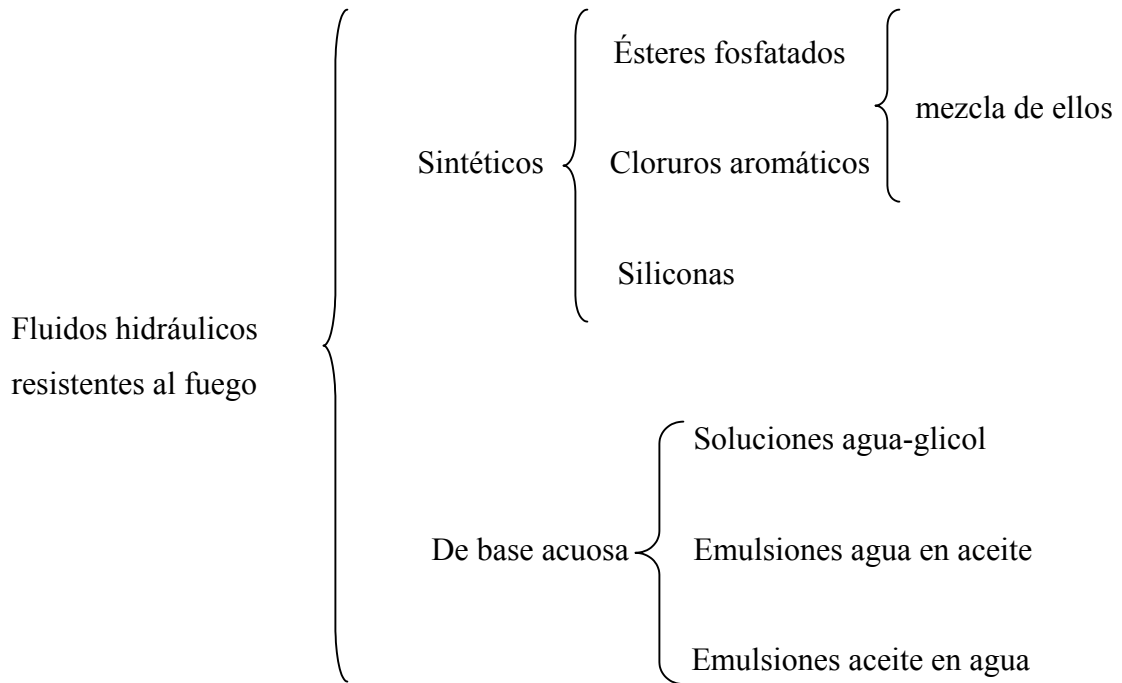 Fluidos hidráulicos
resistentes al fuego
Sintéticos
Ésteres fosfatados
Cloruros aromáticos
mezcla de ellos
Siliconas
De base acuosa
Soluciones agua-glicol
Emulsiones agua en aceite
Emulsiones aceite en agua